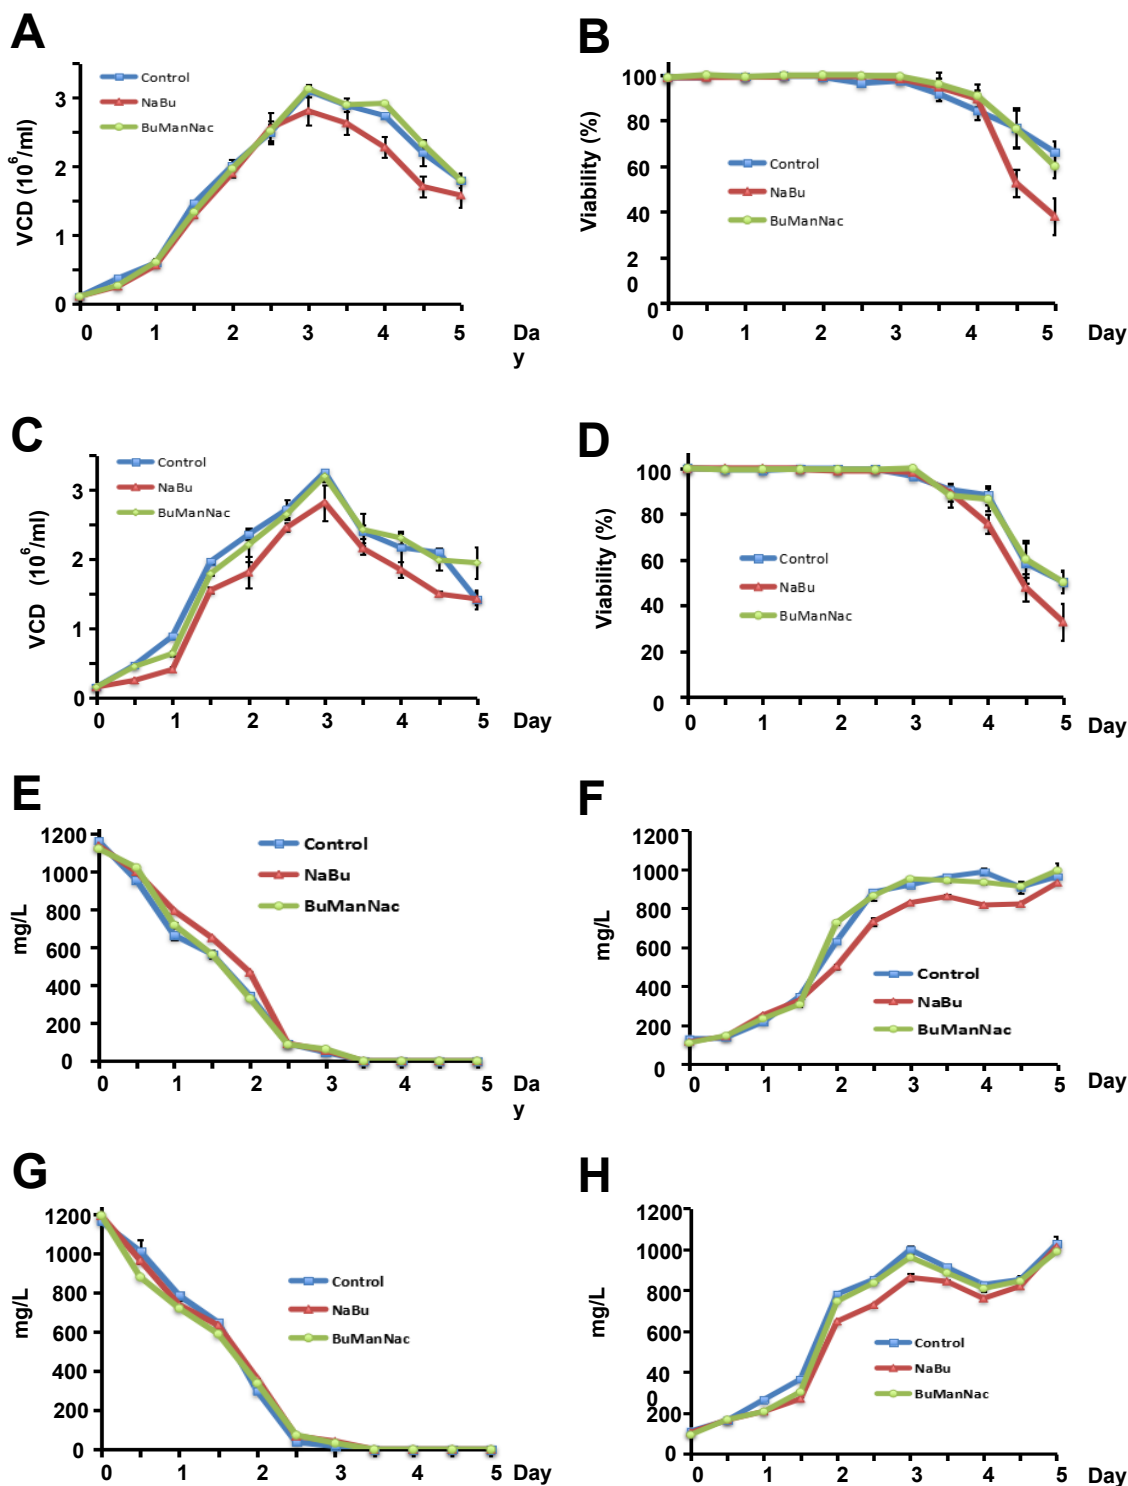 A
Control
NaBu
BuManNac
VCD (10⁶/ml)
3
2
1
0
0 1 2 3 4 5 Da
y
B
100
80
60
40
2
0
0
Viability (%)
Control
NaBu
BuManNac
0 1 2 3 4 5 Day
C
Control
NaBu
BuManNac
VCD (10⁶/ml)
3
2
1
0
0 1 2 3 4 5 Day
D
100
80
60
40
20
0
Viability (%)
Control
NaBu
BuManNac
0 1 2 3 4 5 Day
E
1200
1000
800
600
400
200
0
mg/L
Control
NaBu
BuManNac
0 1 2 3 4 5 Da
y
F
1200
1000
800
600
400
200
0
mg/L
Control
NaBu
BuManNac
0 1 2 3 4 5 Day
G
1200
1000
800
600
400
200
0
mg/L
Control
NaBu
BuManNac
0 1 2 3 4 5 Day
H
1200
1000
800
600
40
0
200
0
mg/L
Control
NaBu
BuManNac
0 1 2 3 4 5 Day